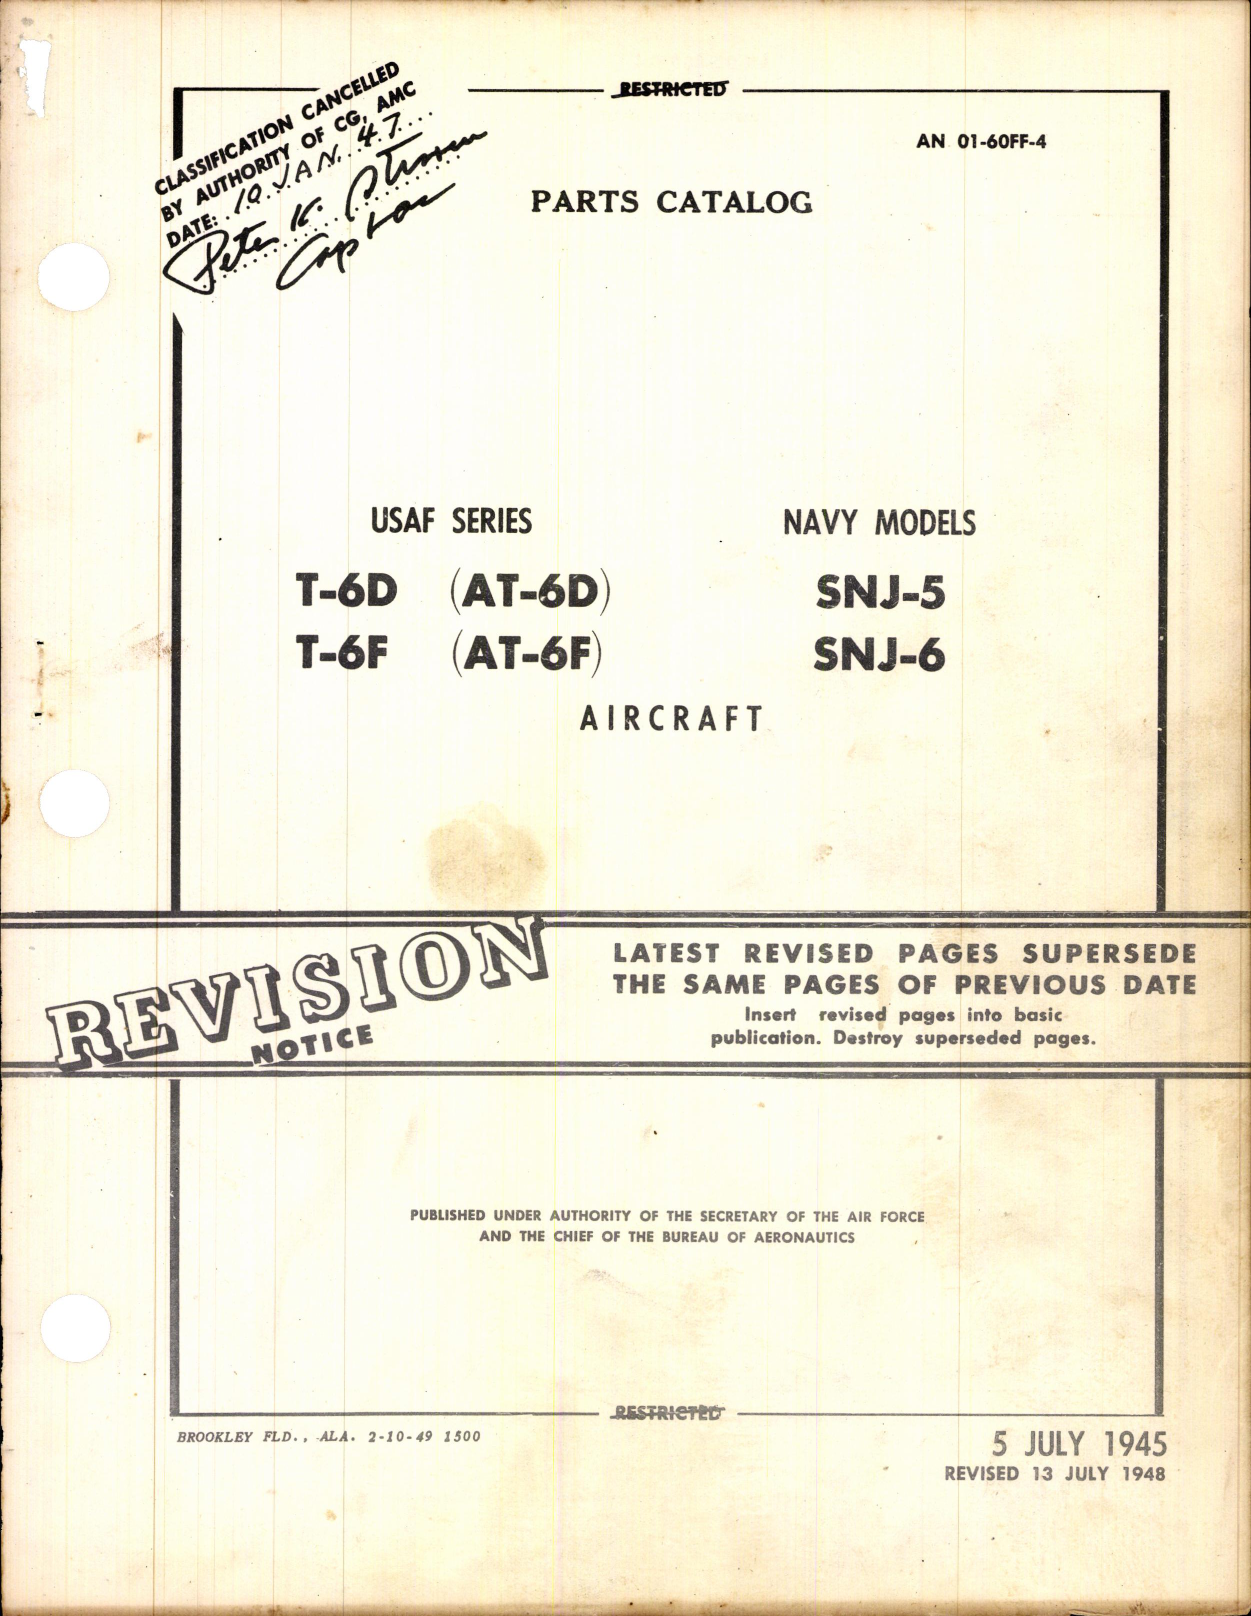 RESTRICTED
CLASSIFICATION CANCELLED
BY AUTHORITY OF CG, AMC
DATE: 10 JAN. 47
Pete K.
Captain
AN 01-60FF-4
PARTS CATALOG
USAF SERIES NAVY MODELS
T-6D (AT-6D) SNJ-5
T-6F (AT-6F) SNJ-6
AIRCRAFT
REVISION
NOTICE
LATEST REVISED PAGES SUPERSEDE
THE SAME PAGES OF PREVIOUS DATE
Insert revised pages into basic
publication. Destroy superseded pages.
PUBLISHED UNDER AUTHORITY OF THE SECRETARY OF THE AIR FORCE
AND THE CHIEF OF THE BUREAU OF AERONAUTICS
RESTRICTED
BROOKLEY FLD., ALA. 2-10-49 1500
5 JULY 1945
REVISED 13 JULY 1948